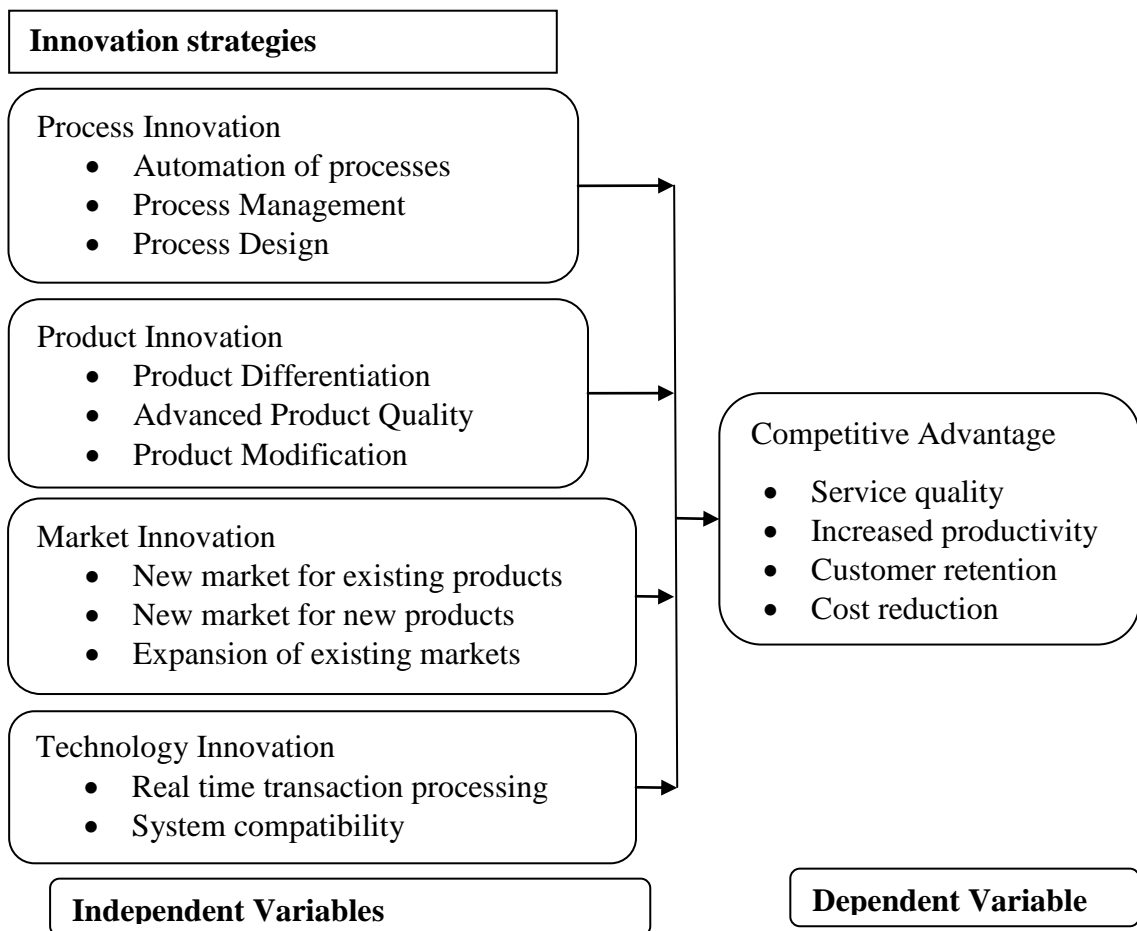 Innovation strategies
Process Innovation
• Automation of processes
• Process Management
• Process Design
Product Innovation
• Product Differentiation
• Advanced Product Quality
• Product Modification
Market Innovation
• New market for existing products
• New market for new products
• Expansion of existing markets
Technology Innovation
• Real time transaction processing
• System compatibility
Independent Variables
Competitive Advantage
• Service quality
• Increased productivity
• Customer retention
• Cost reduction
Dependent Variable